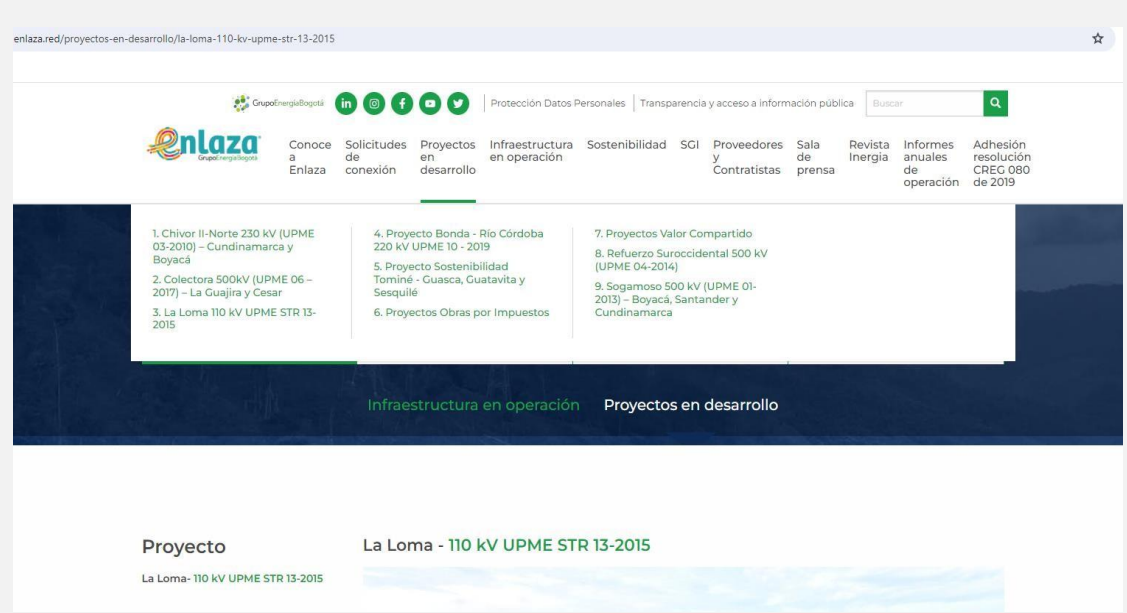 enlaza.red/proyectos-en-desarrollo/la-loma-110-kv-upme-str-13-2015
GrupoEnergíaBogotá
in
f
Protección Datos Personales
Transparencia y acceso a información pública
Buscar
enlaza
GrupoEnergíaBogotá
Conoce
a
Enlaza
Solicitudes
de
conexión
Proyectos
en
desarrollo
Infraestructura
en operación
Sostenibilidad
SGI
Proveedores
y
Contratistas
Sala
de
prensa
Revista
Inergia
Informes
anuales
de
operación
Adhesión
resolución
CREG 080
de 2019
1. Chivor II-Norte 230 kV (UPME
03-2010) – Cundinamarca y
Boyacá
2. Colectora 500kV (UPME 06 –
2017) – La Guajira y Cesar
3. La Loma 110 kV UPME STR 13-
2015
4. Proyecto Bonda - Río Córdoba
220 kV UPME 10 - 2019
5. Proyecto Sostenibilidad
Tominé - Guasca, Guatavita y
Sesquilé
6. Proyectos Obras por Impuestos
7. Proyectos Valor Compartido
8. Refuerzo Suroccidental 500 kV
(UPME 04-2014)
9. Sogamoso 500 kV (UPME 01-
2013) – Boyacá, Santander y
Cundinamarca
Infraestructura en operación
Proyectos en desarrollo
Proyecto
La Loma- 110 kV UPME STR 13-2015
La Loma - 110 kV UPME STR 13-2015